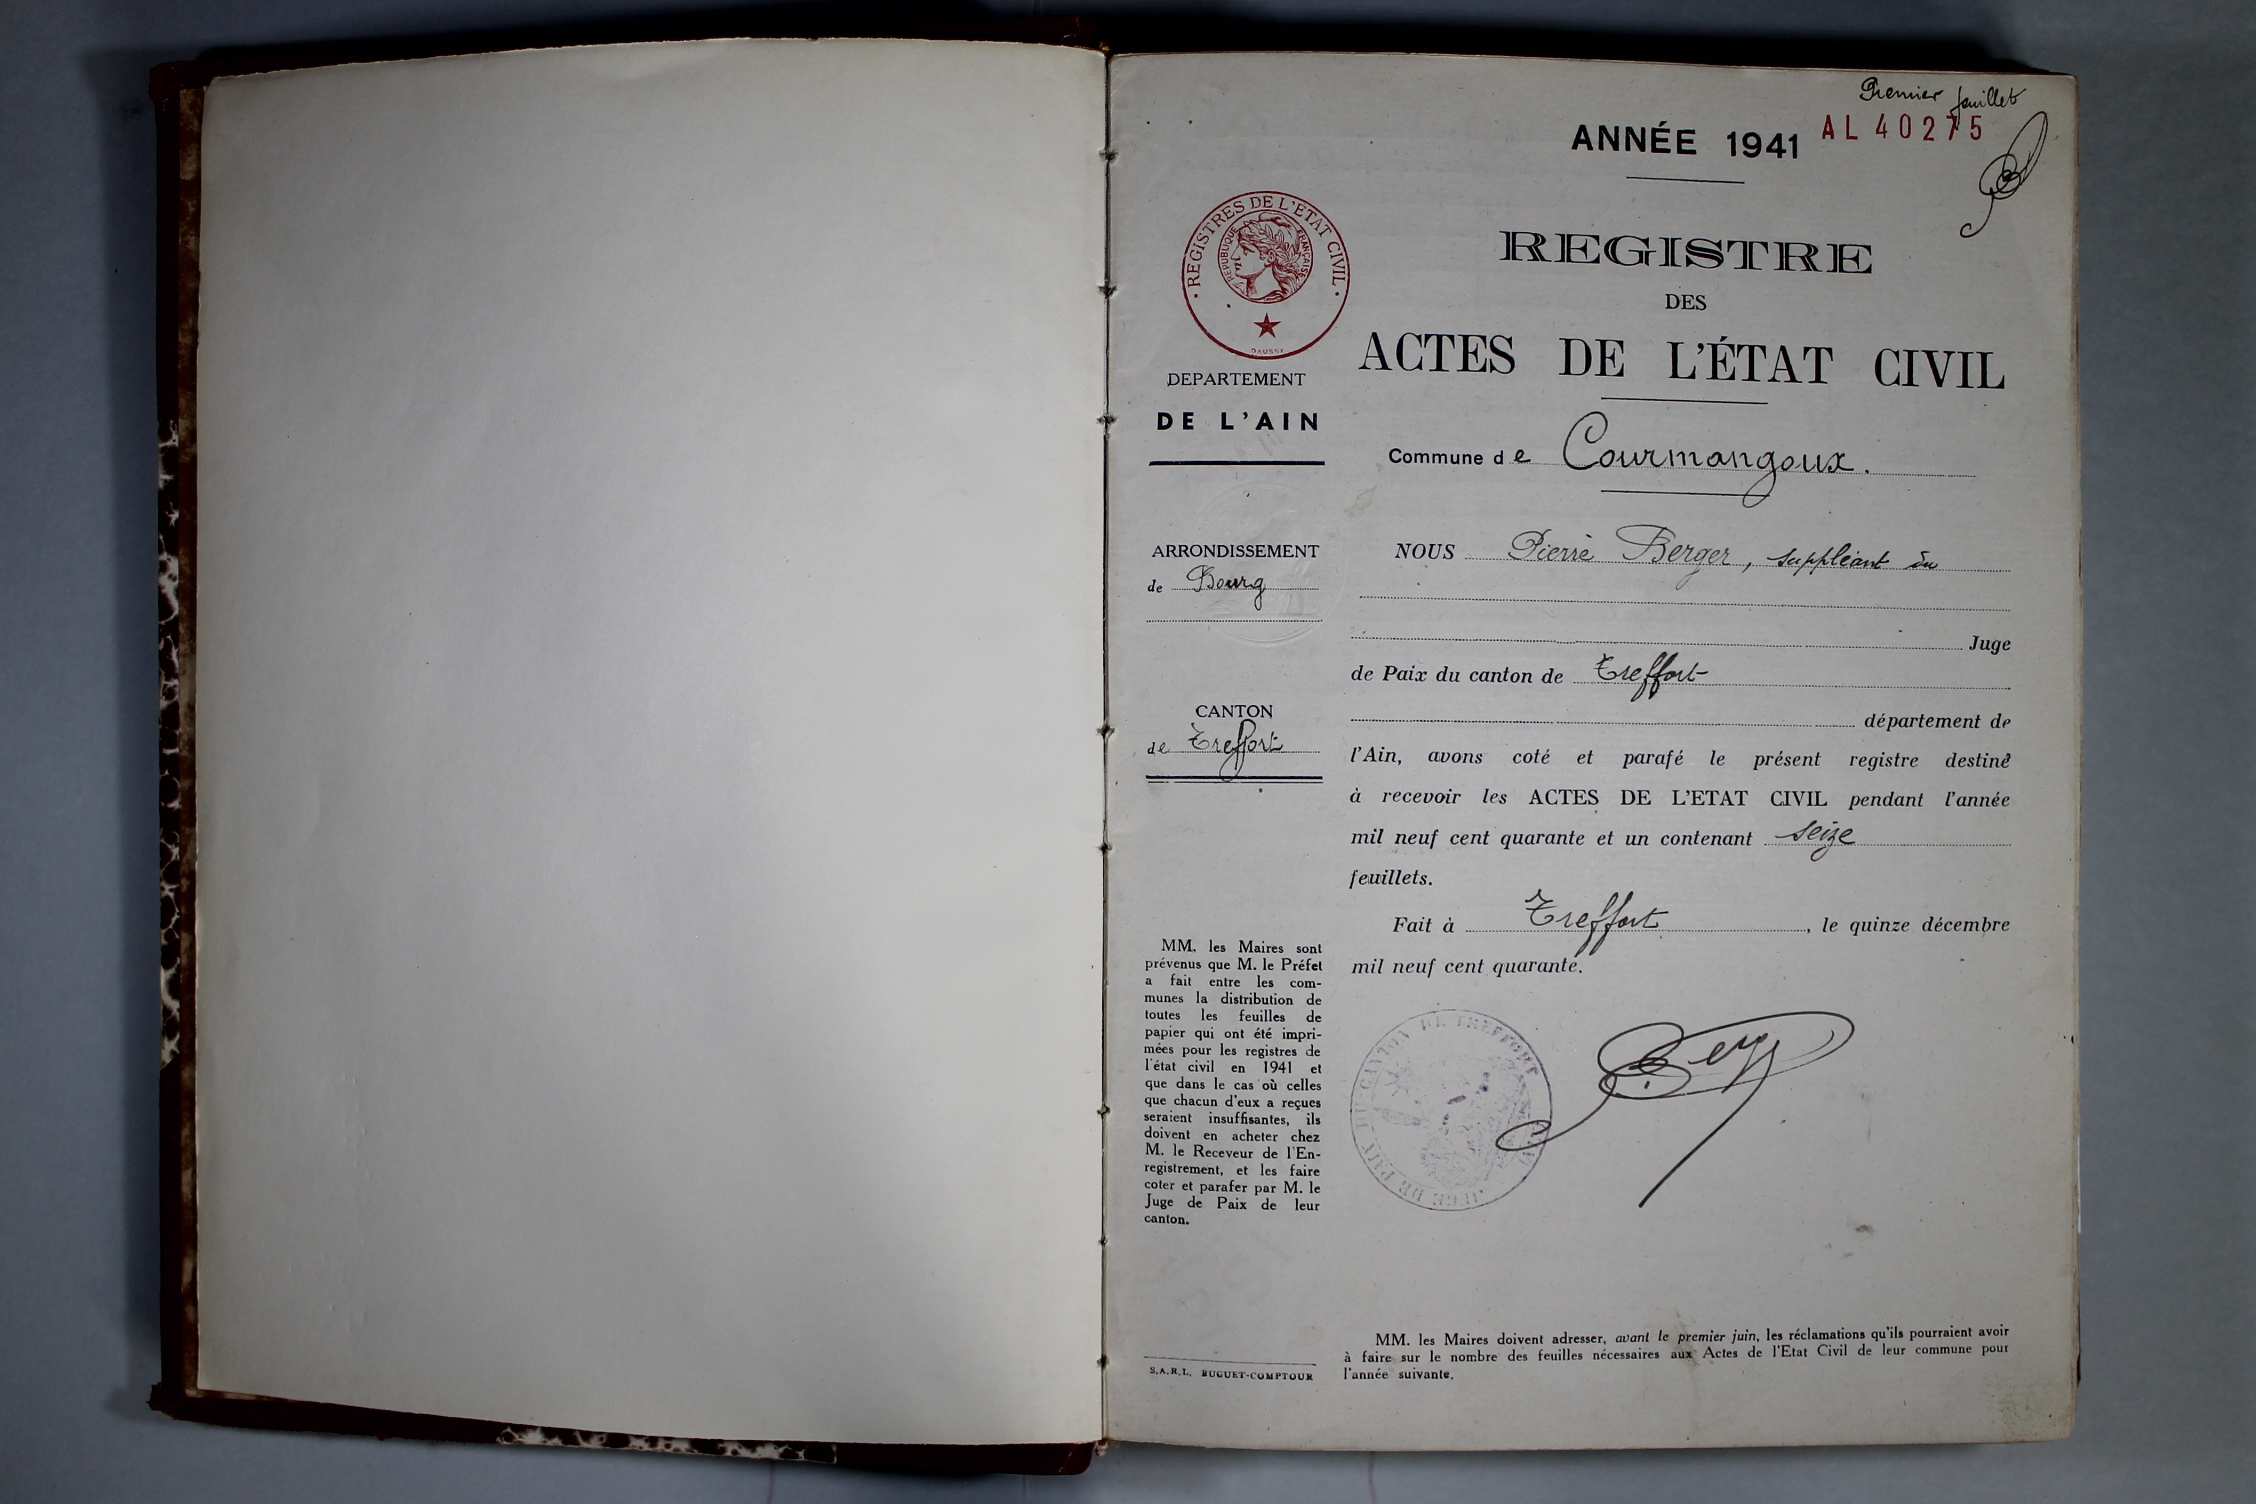 Premier feuillet
ANNÉE 1941 AL 40275
REGISTRES DE L'ETAT CIVIL
REPUBLIQUE FRANÇAISE
REGISTRE
DES
ACTES DE L'ÉTAT CIVIL
DEPARTEMENT
DE L'AIN
Commune de Courmangoux.
ARRONDISSEMENT
de Bourg
CANTON
de Treffort
NOUS Pierre Berger, suppléant du
Juge
de Paix du canton de Treffort
département de
l'Ain, avons coté et parafé le présent registre destiné
à recevoir les ACTES DE L'ETAT CIVIL pendant l'année
mil neuf cent quarante et un contenant seize
feuillets.
Fait à Treffort, le quinze décembre
mil neuf cent quarante.
MM. les Maires sont
prévenus que M. le Préfet
a fait entre les com-
munes la distribution de
toutes les feuilles de
papier qui ont été impri-
mées pour les registres de
l'état civil en 1941 et
que dans le cas où celles
que chacun d'eux a reçues
seraient insuffisantes, ils
doivent en acheter chez
M. le Receveur de l'En-
registrement, et les faire
coter et parafer par M. le
Juge de Paix de leur
canton.
JUGE DE PAIX DU CANTON DE TREFFORT
S.A.R.L. BUGUET-COMPTOUR
MM. les Maires doivent adresser, avant le premier juin, les réclamations qu'ils pourraient avoir
à faire sur le nombre des feuilles nécessaires aux Actes de l'Etat Civil de leur commune pour
l'année suivante.